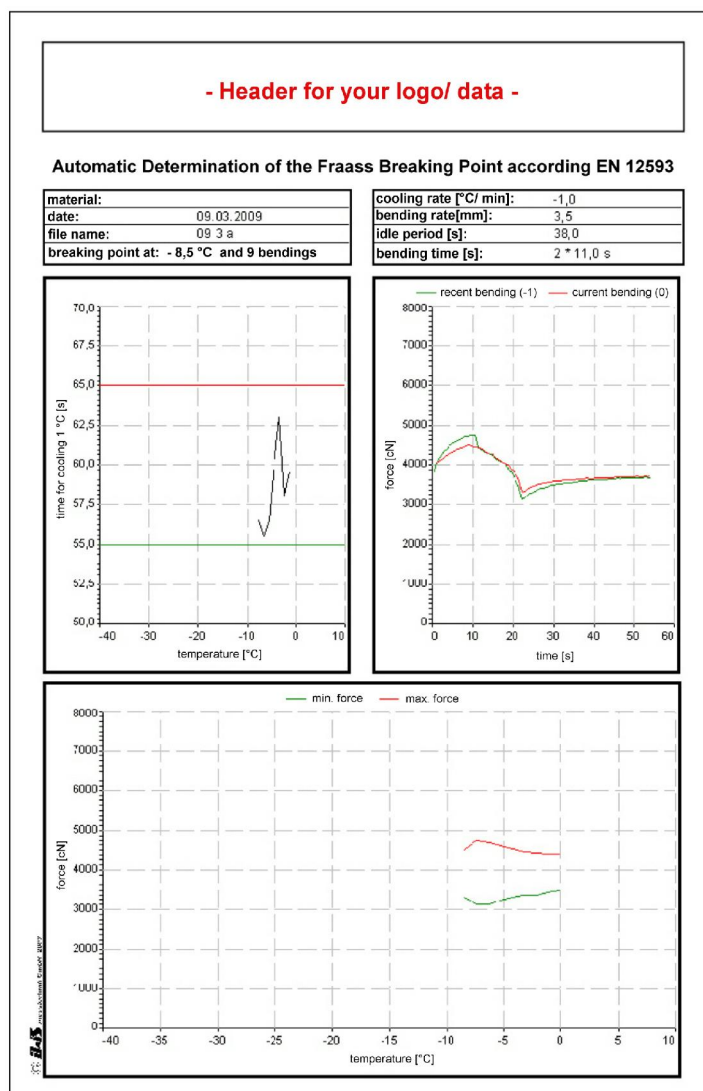 - Header for your logo/ data -
Automatic Determination of the Fraass Breaking Point according EN 12593
material:
date: 09.03.2009
file name: 09 3 a
breaking point at: - 8,5 °C and 9 bendings
cooling rate [°C/ min]: -1,0
bending rate[mm]: 3,5
idle period [s]: 38,0
bending time [s]: 2 * 11,0 s
70,0
67,5
65,0
62,5
60,0
57,5
55,0
52,5
50,0
time for cooling 1 °C [s]
-40 -30 -20 -10 0 10
temperature [°C]
recent bending (-1) current bending (0)
8000
7000
6000
5000
4000
3000
2000
1000
0
force [cN]
0 10 20 30 40 50 60
time [s]
min. force max. force
8000
7000
6000
5000
4000
3000
2000
1000
0
force [cN]
-40 -35 -30 -25 -20 -15 -10 -5 0 5 10
temperature [°C]
©